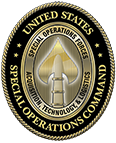 UNITED STATES
SPECIAL OPERATIONS FORCES
ACQUISITION, TECHNOLOGY & LOGISTICS
SPECIAL OPERATIONS COMMAND